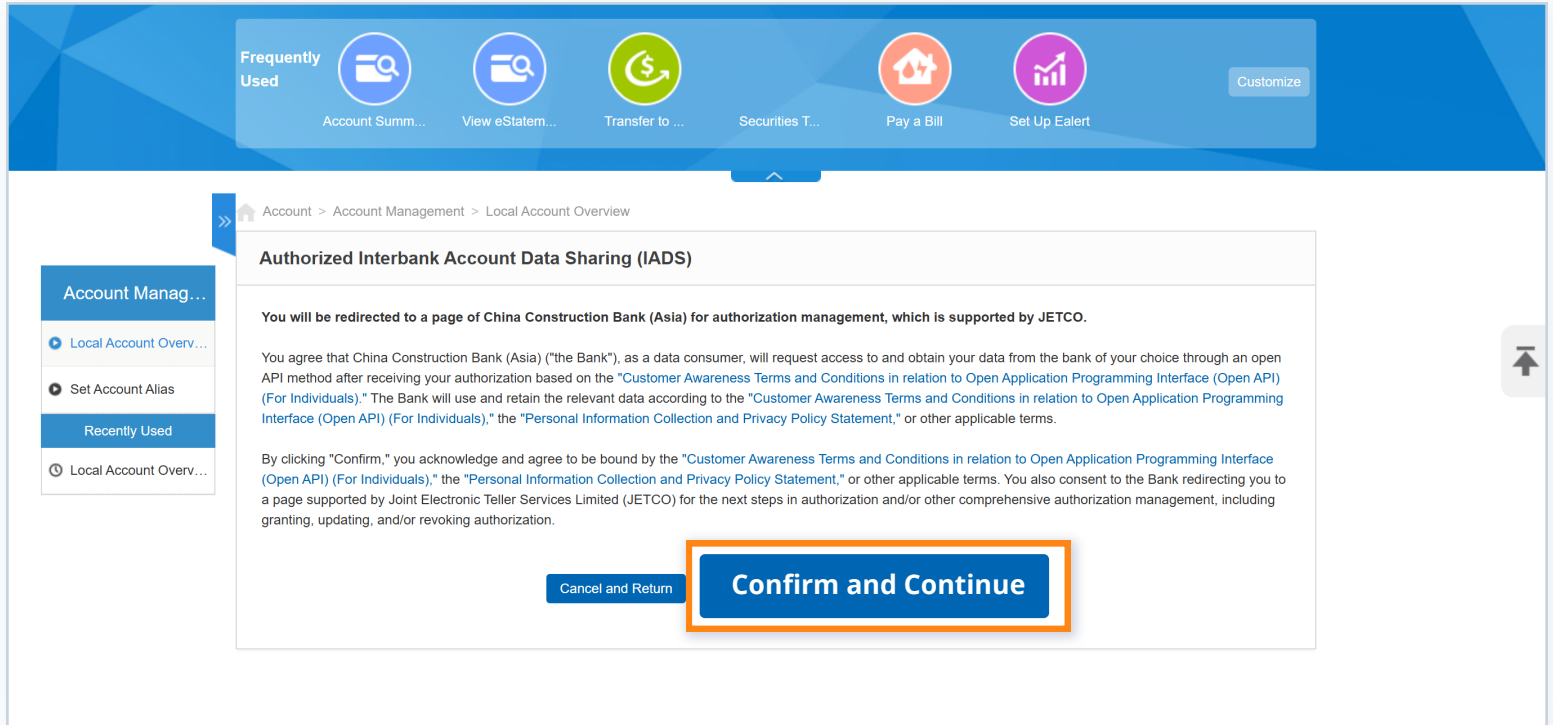 Frequently
Used
Account Summ...
View eStatem...
Transfer to ...
Securities T...
Pay a Bill
Set Up Ealert
Customize
Account > Account Management > Local Account Overview
Authorized Interbank Account Data Sharing (IADS)
Account Manag...
Local Account Overv...
Set Account Alias
Recently Used
Local Account Overv...
You will be redirected to a page of China Construction Bank (Asia) for authorization management, which is supported by JETCO.
You agree that China Construction Bank (Asia) ("the Bank"), as a data consumer, will request access to and obtain your data from the bank of your choice through an open
API method after receiving your authorization based on the "Customer Awareness Terms and Conditions in relation to Open Application Programming Interface (Open API)
(For Individuals)." The Bank will use and retain the relevant data according to the "Customer Awareness Terms and Conditions in relation to Open Application Programming
Interface (Open API) (For Individuals)," the "Personal Information Collection and Privacy Policy Statement," or other applicable terms.
By clicking "Confirm," you acknowledge and agree to be bound by the "Customer Awareness Terms and Conditions in relation to Open Application Programming Interface
(Open API) (For Individuals)," the "Personal Information Collection and Privacy Policy Statement," or other applicable terms. You also consent to the Bank redirecting you to
a page supported by Joint Electronic Teller Services Limited (JETCO) for the next steps in authorization and/or other comprehensive authorization management, including
granting, updating, and/or revoking authorization.
Cancel and Return
Confirm and Continue